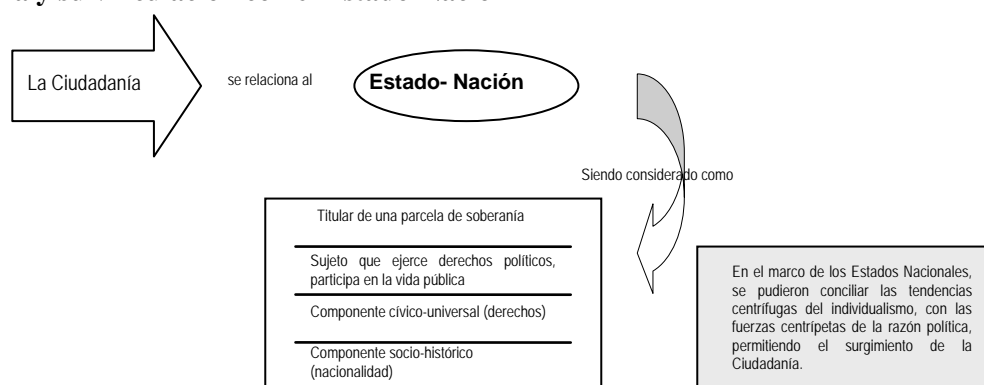 La Ciudadanía
se relaciona al
Estado- Nación
Siendo considerado como
Titular de una parcela de soberanía
Sujeto que ejerce derechos políticos,
participa en la vida pública
Componente cívico-universal (derechos)
Componente socio-histórico
(nacionalidad)
En el marco de los Estados Nacionales,
se pudieron conciliar las tendencias
centrífugas del individualismo, con las
fuerzas centrípetas de la razón política,
permitiendo el surgimiento de la
Ciudadanía.